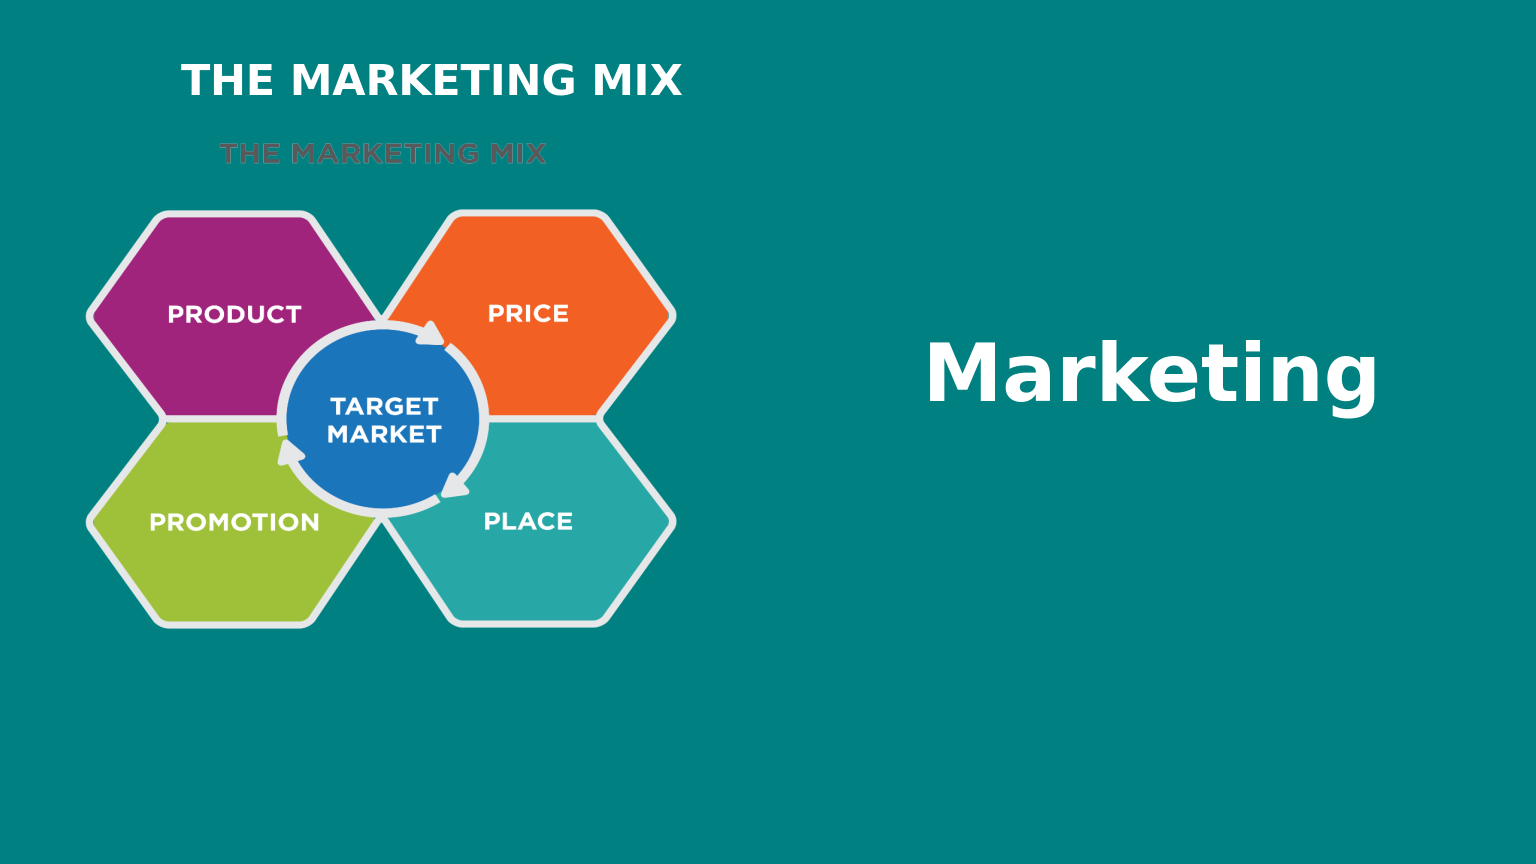 THE MARKETING MIX
THE MARKETING MIX
PRODUCT
PRICE
TARGET
MARKET
PROMOTION
PLACE
Marketing